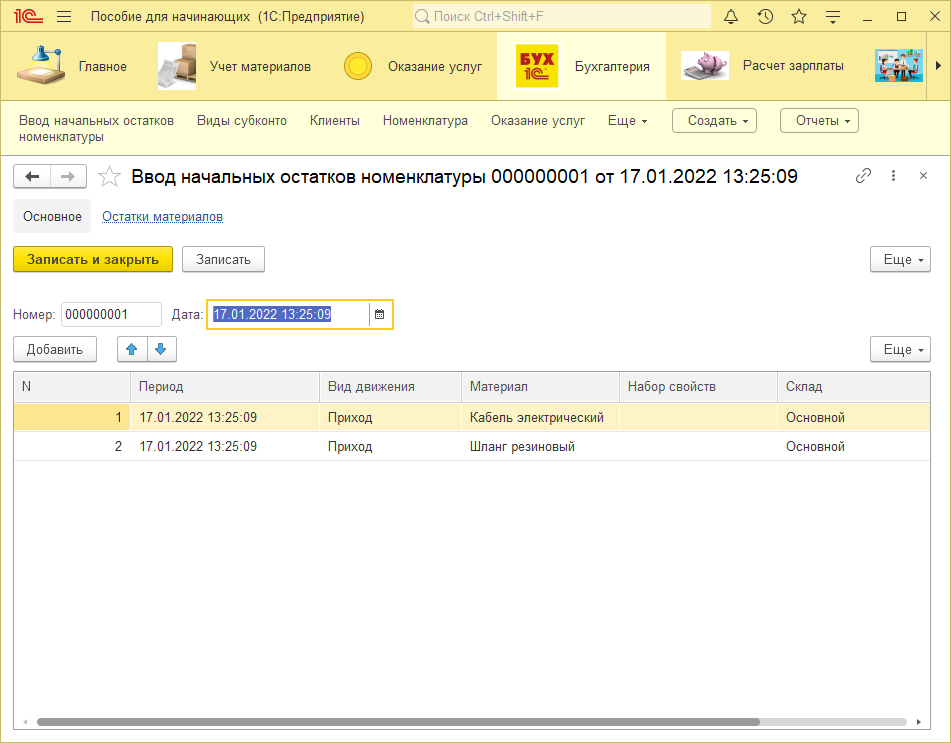 1С Пособие для начинающих (1С:Предприятие) Поиск Ctrl+Shift+F
Главное Учет материалов Оказание услуг БУХ 1С Бухгалтерия Расчет зарплаты
Ввод начальных остатков номенклатуры Виды субконто Клиенты Номенклатура Оказание услуг Еще Создать Отчеты
Ввод начальных остатков номенклатуры 000000001 от 17.01.2022 13:25:09
Основное Остатки материалов
Записать и закрыть Записать Еще
Номер: 000000001 Дата: 17.01.2022 13:25:09
Добавить Еще
N Период Вид движения Материал Набор свойств Склад
1 17.01.2022 13:25:09 Приход Кабель электрический Основной
2 17.01.2022 13:25:09 Приход Шланг резиновый Основной